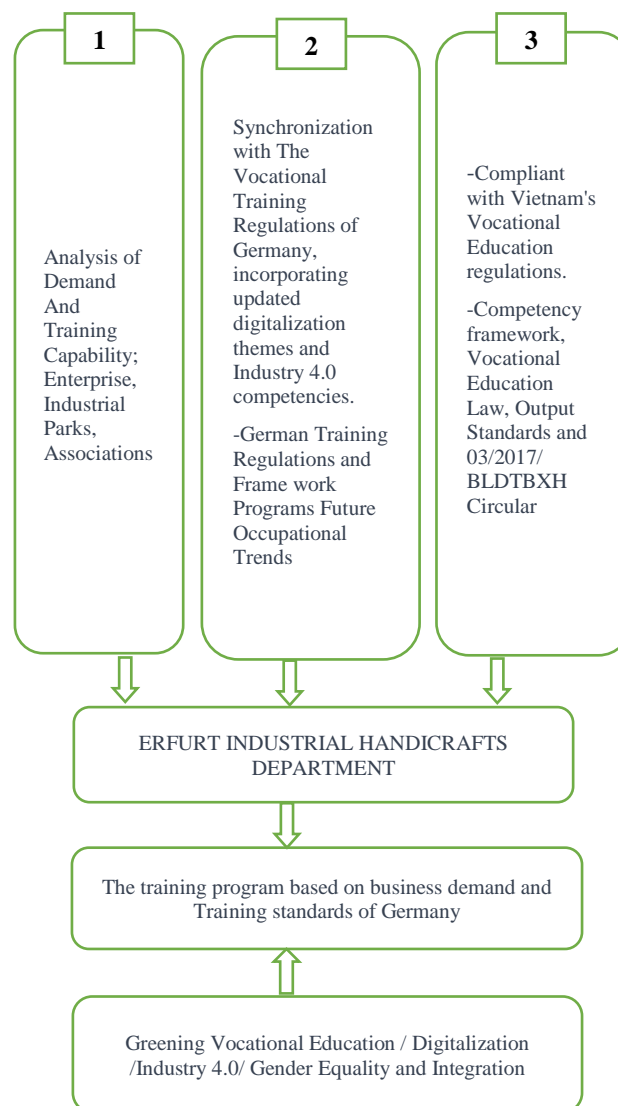 1
Analysis of
Demand
And
Training
Capability;
Enterprise,
Industrial
Parks,
Associations
2
Synchronization
with The
Vocational
Training
Regulations of
Germany,
incorporating
updated
digitalization
themes and
Industry 4.0
competencies.
-German Training
Regulations and
Frame work
Programs Future
Occupational
Trends
3
-Compliant with
Vietnam's
Vocational
Education
regulations.
-Competency
framework,
Vocational
Education
Law, Output
Standards and
03/2017/
BLDTBXH
Circular
ERFURT INDUSTRIAL HANDICRAFTS
DEPARTMENT
The training program based on business demand and
Training standards of Germany
Greening Vocational Education / Digitalization
/Industry 4.0/ Gender Equality and Integration